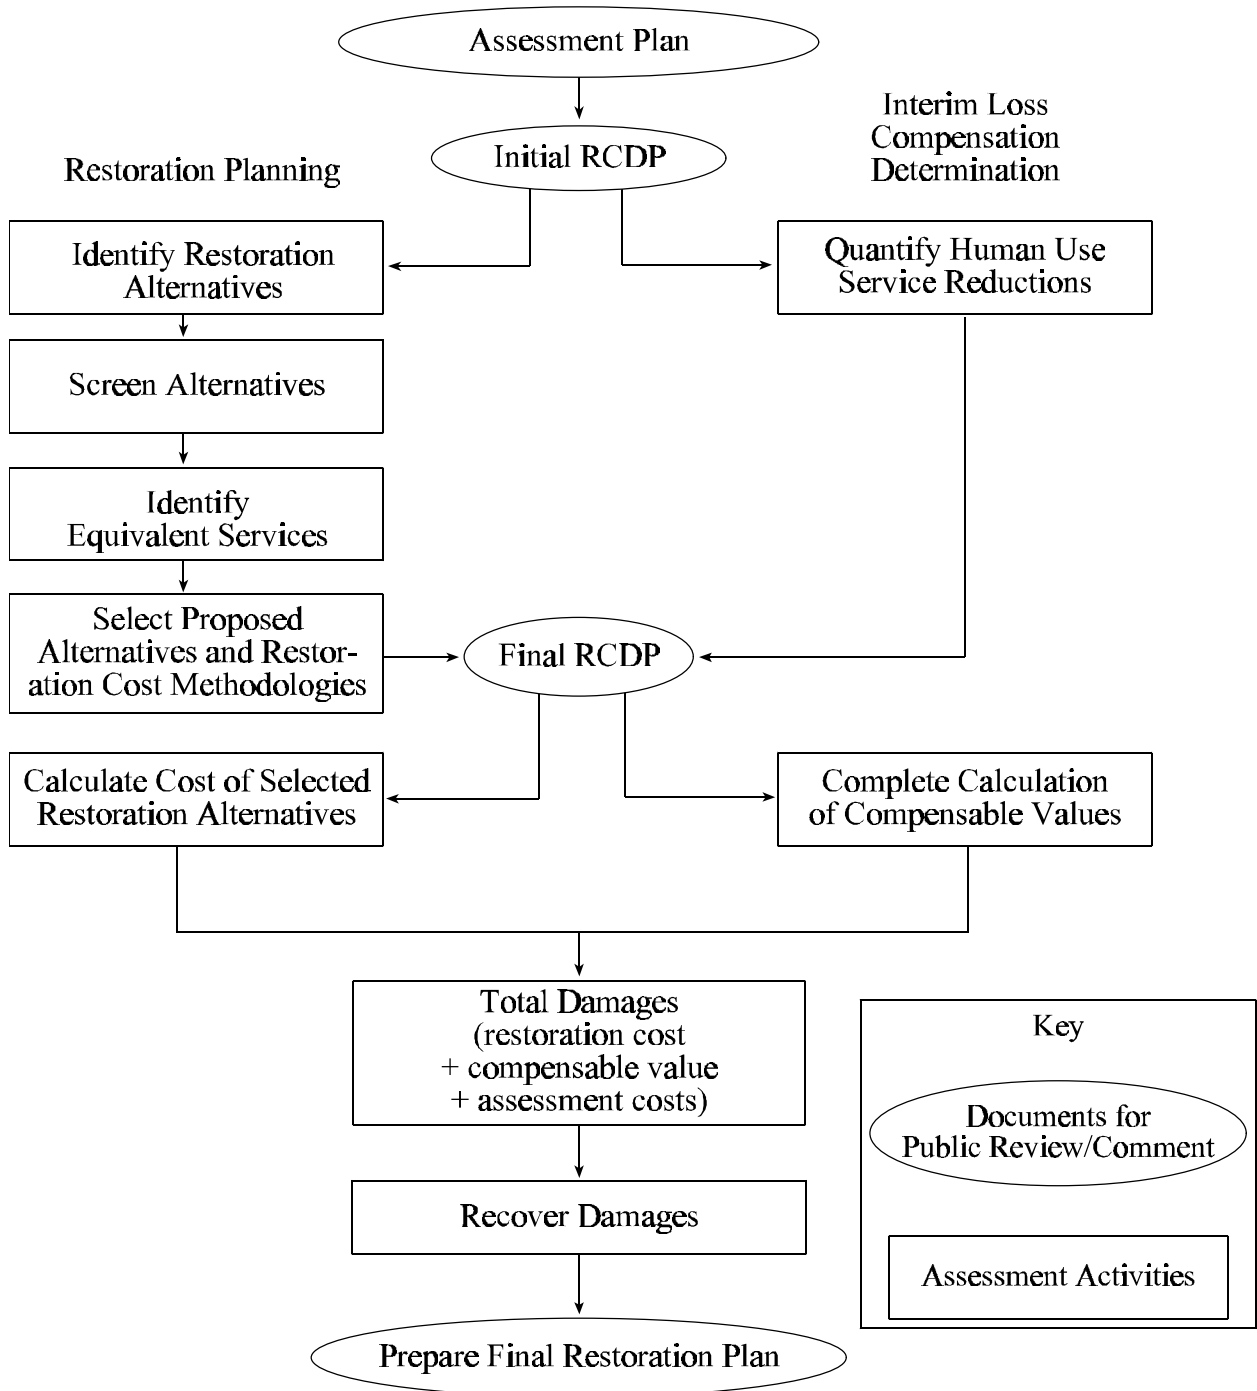 Assessment Plan
Interim Loss
Compensation
Determination
Initial RCDP
Restoration Planning
Identify Restoration
Alternatives
Quantify Human Use
Service Reductions
Screen Alternatives
Identify
Equivalent Services
Select Proposed
Alternatives and Restor-
ation Cost Methodologies
Final RCDP
Calculate Cost of Selected
Restoration Alternatives
Complete Calculation
of Compensable Values
Total Damages
(restoration cost
+ compensable value
+ assessment costs)
Recover Damages
Prepare Final Restoration Plan
Key
Documents for
Public Review/Comment
Assessment Activities